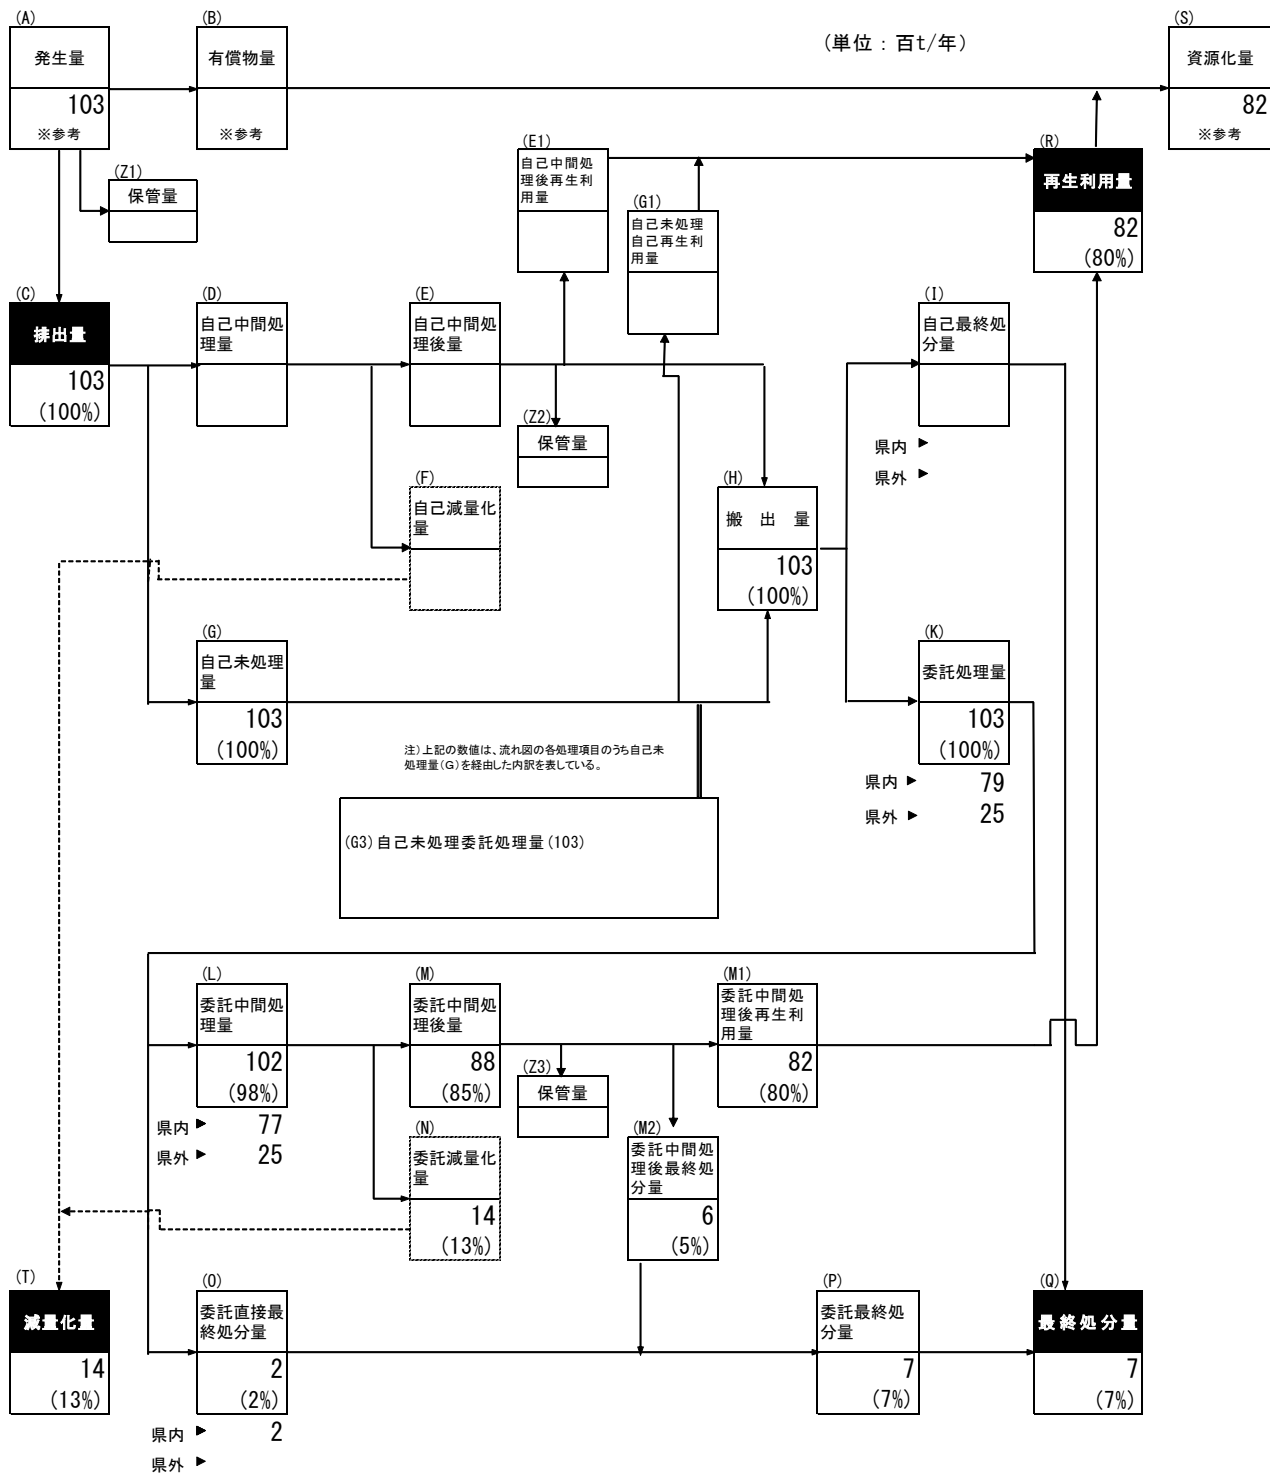 (A)
発生量
103
※参考
(B)
有償物量
※参考
(単位：百t/年)
(S)
資源化量
82
※参考
(Z1)
保管量
(E1)
自己中間処
理後再生利
用量
(G1)
自己未処理
自己再生利
用量
(R)
再生利用量
82
(80%)
(C)
排出量
103
(100%)
(D)
自己中間処
理量
(E)
自己中間処
理後量
(Z2)
保管量
(I)
自己最終処
分量
県内
県外
(F)
自己減量化
量
(H)
搬出量
103
(100%)
(G)
自己未処理
量
103
(100%)
(K)
委託処理量
103
(100%)
県内 79
県外 25
注)上記の数値は、流れ図の各処理項目のうち自己未
処理量(G)を経由した内訳を表している。
(G3)自己未処理委託処理量(103)
(L)
委託中間処
理量
102
(98%)
県内 77
県外 25
(M)
委託中間処
理後量
88
(85%)
(Z3)
保管量
(M1)
委託中間処
理後再生利
用量
82
(80%)
(N)
委託減量化
量
14
(13%)
(M2)
委託中間処
理後最終処
分量
6
(5%)
(T)
減量化量
14
(13%)
(O)
委託直接最
終処分量
2
(2%)
県内 2
県外
(P)
委託最終処
分量
7
(7%)
(Q)
最終処分量
7
(7%)